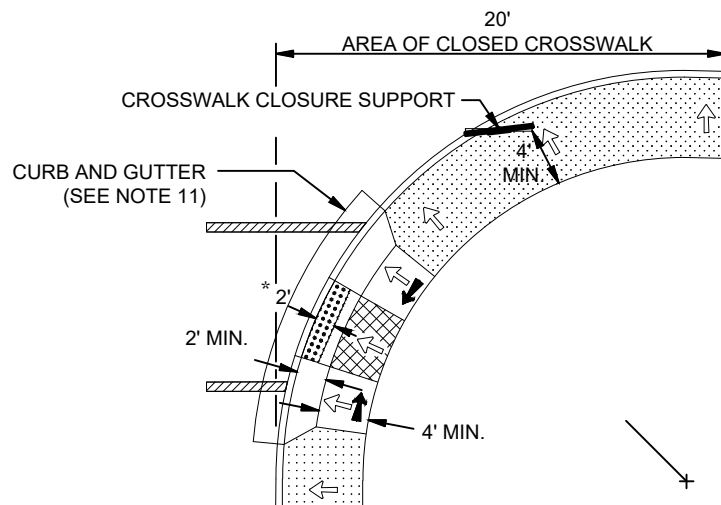 20'
AREA OF CLOSED CROSSWALK
CROSSWALK CLOSURE SUPPORT
4'
MIN.
CURB AND GUTTER
(SEE NOTE 11)
* 2'
2' MIN.
4' MIN.